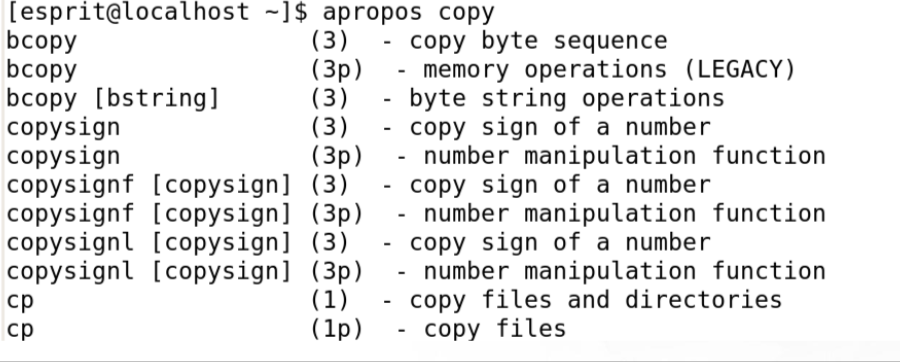 [esprit@localhost ~]$ apropos copy
bcopy (3) - copy byte sequence
bcopy (3p) - memory operations (LEGACY)
bcopy [bstring] (3) - byte string operations
copysign (3) - copy sign of a number
copysign (3p) - number manipulation function
copysignf [copysign] (3) - copy sign of a number
copysignf [copysign] (3p) - number manipulation function
copysignl [copysign] (3) - copy sign of a number
copysignl [copysign] (3p) - number manipulation function
cp (1) - copy files and directories
cp (1p) - copy files